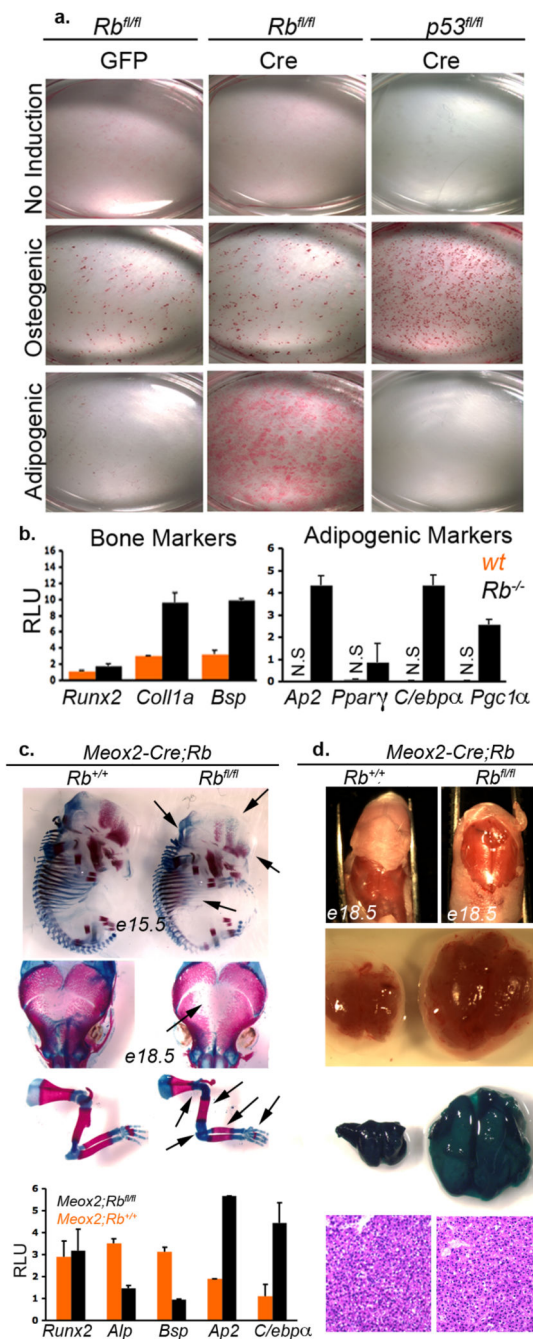 a.
Rb^fl/fl Rb^fl/fl p53^fl/fl
GFP Cre Cre
No Induction
Osteogenic
Adipogenic
b.
Bone Markers
RLU
12
10
8
6
4
2
0
Runx2 Coll1a Bsp
Adipogenic Markers
wt
Rb^-/-
6
5
4
3
2
1
0
N.S N.S N.S N.S
Ap2 Pparγ C/ebpα Pgc1α
c.
Meox2-Cre;Rb
Rb^+/+ Rb^fl/fl
e15.5
e18.5
RLU
6
5
4
3
2
1
0
Meox2;Rb^fl/fl
Meox2;Rb^+/+
Runx2 Alp Bsp Ap2 C/ebpα
d.
Meox2-Cre;Rb
Rb^+/+ Rb^fl/fl
e18.5 e18.5